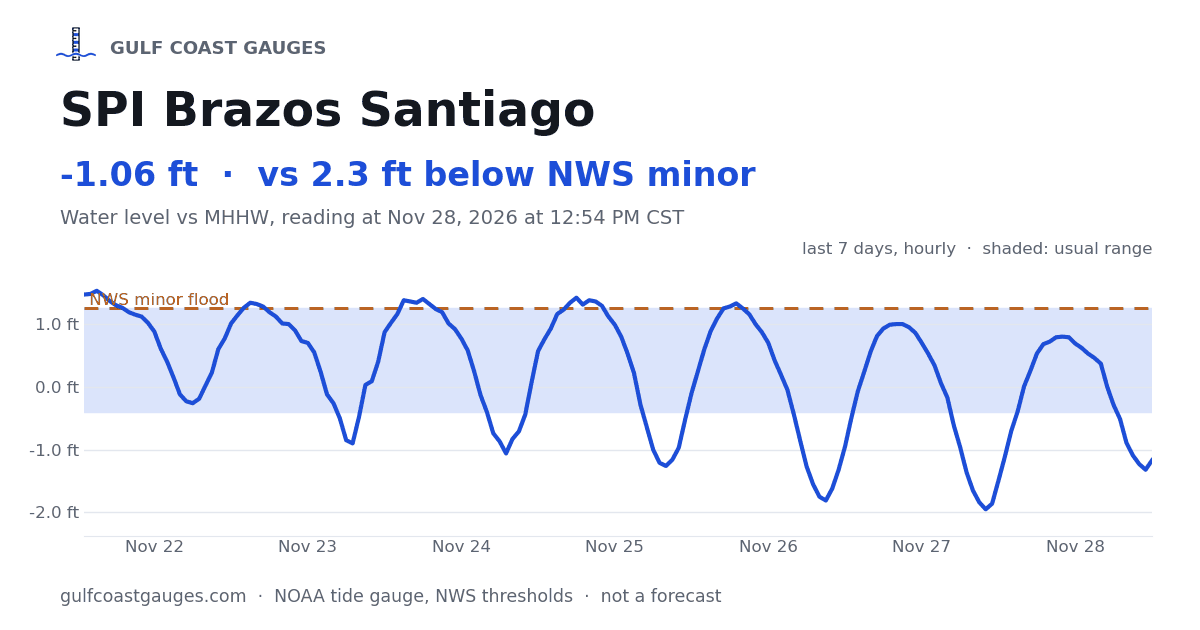 GULF COAST GAUGES
SPI Brazos Santiago
-1.06 ft · vs 2.3 ft below NWS minor
Water level vs MHHW, reading at Nov 28, 2026 at 12:54 PM CST
last 7 days, hourly · shaded: usual range
NWS minor flood
1.0 ft
0.0 ft
-1.0 ft
-2.0 ft
Nov 22 Nov 23 Nov 24 Nov 25 Nov 26 Nov 27 Nov 28
gulfcoastgauges.com · NOAA tide gauge, NWS thresholds · not a forecast